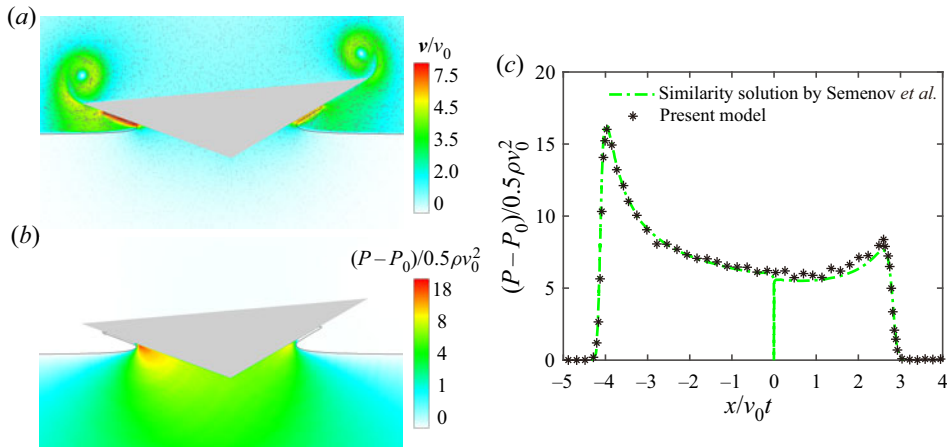 (a)
v/v₀
7.5
4.5
3.5
2.0
0
(b)
(P – P₀)/0.5ρv₀²
18
8
4
1
0
(c)
(P – P₀)/0.5ρv₀²
20
15
10
5
0
Similarity solution by Semenov et al.
Present model
–5 –4 –3 –2 –1 0 1 2 3 4
x/v₀t